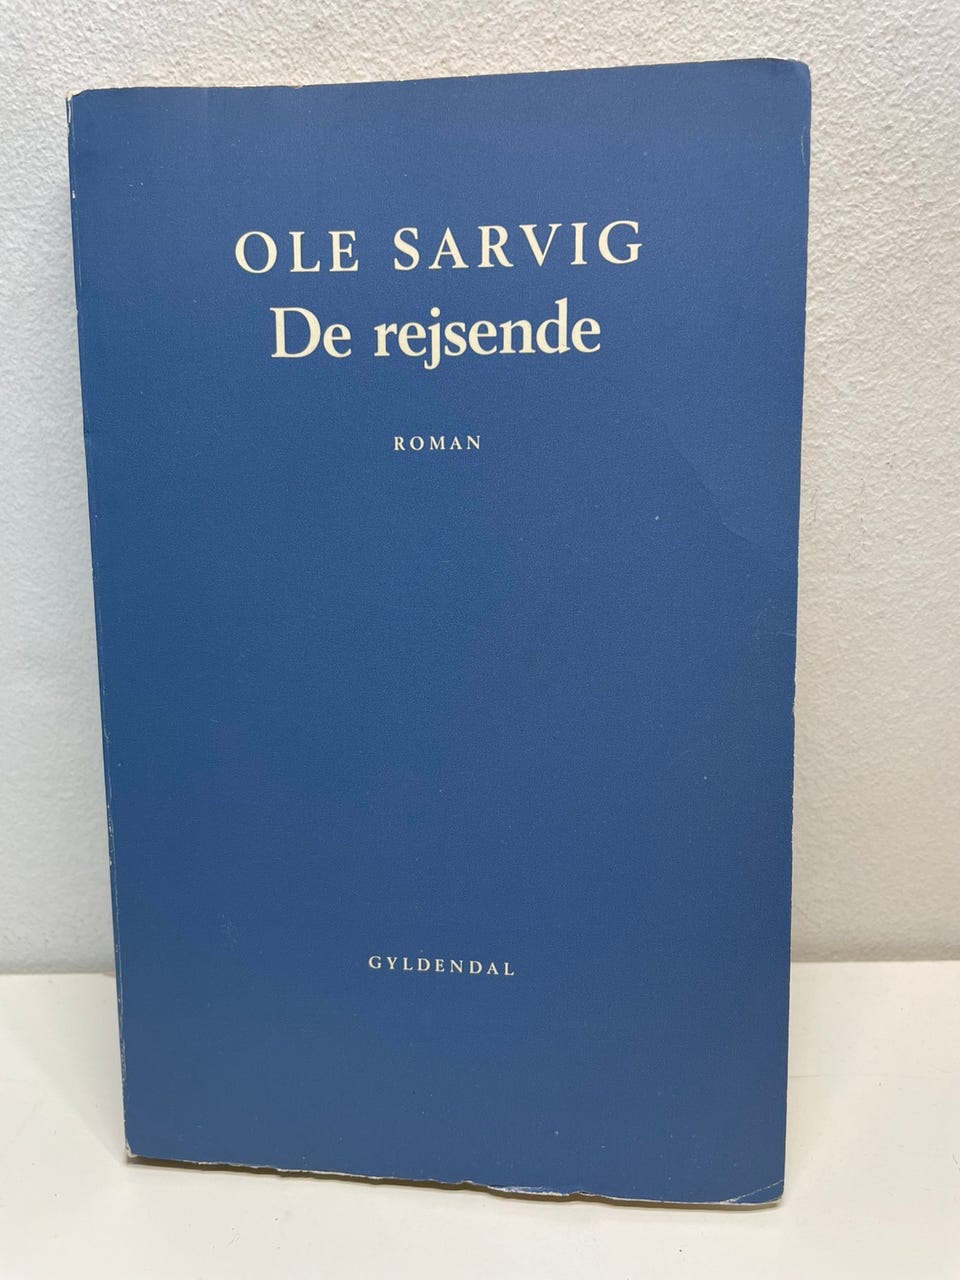 OLE SARVIG
De rejsende
ROMAN
GYLDENDAL